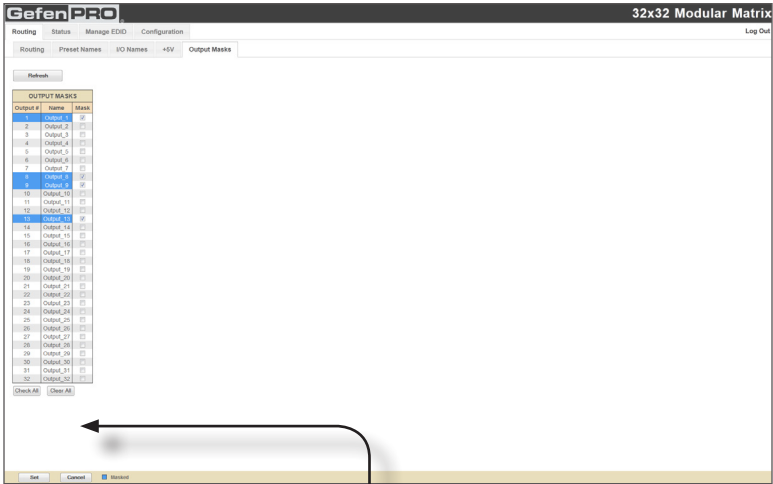 Gefen PRO 32x32 Modular Matrix
Routing Status Manage EDID Configuration Log Out
Routing Preset Names I/O Names +5V Output Masks
Refresh
OUTPUT MASKS
Output # Name Mask
1 Output_1
2 Output_2
3 Output_3
4 Output_4
5 Output_5
6 Output_6
7 Output_7
8 Output_8
9 Output_9
10 Output_10
11 Output_11
12 Output_12
13 Output_13
14 Output_14
15 Output_15
16 Output_16
17 Output_17
18 Output_18
19 Output_19
20 Output_20
21 Output_21
22 Output_22
23 Output_23
24 Output_24
25 Output_25
26 Output_26
27 Output_27
28 Output_28
29 Output_29
30 Output_30
31 Output_31
32 Output_32
Check All Clear All
Set Cancel Masked